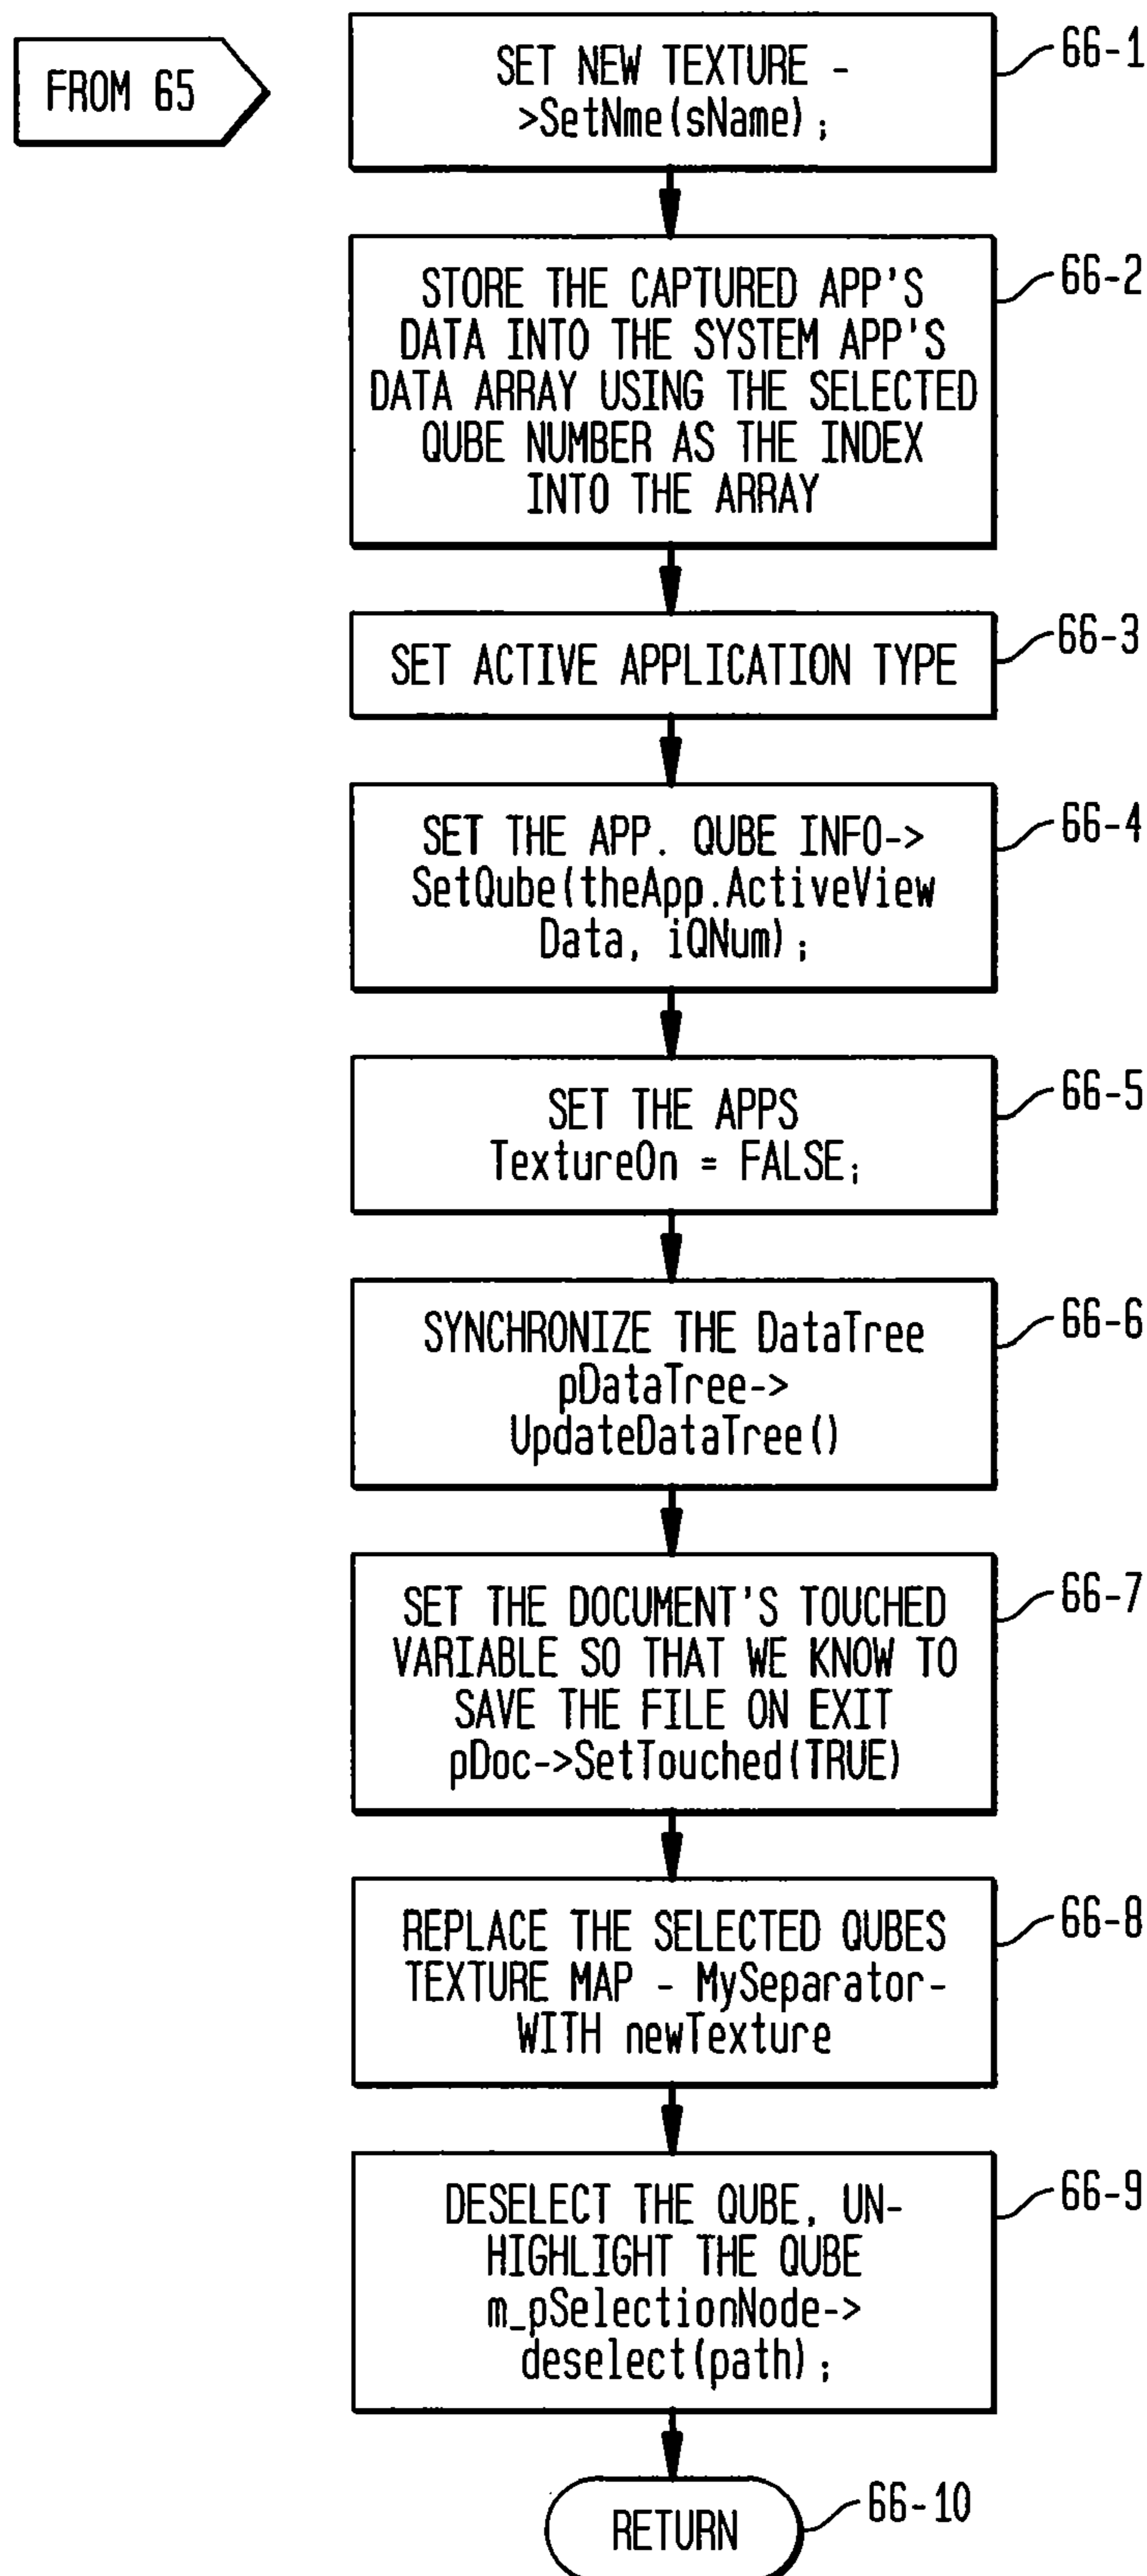 FROM 65
SET NEW TEXTURE -
>SetNme(sName);
66-1
STORE THE CAPTURED APP'S
DATA INTO THE SYSTEM APP'S
DATA ARRAY USING THE SELECTED
QUBE NUMBER AS THE INDEX
INTO THE ARRAY
66-2
SET ACTIVE APPLICATION TYPE
66-3
SET THE APP. QUBE INFO->
SetQube(theApp.ActiveView
Data, iQNum);
66-4
SET THE APPS
TextureOn = FALSE;
66-5
SYNCHRONIZE THE DataTree
pDataTree->
UpdateDataTree()
66-6
SET THE DOCUMENT'S TOUCHED
VARIABLE SO THAT WE KNOW TO
SAVE THE FILE ON EXIT
pDoc->SetTouched(TRUE)
66-7
REPLACE THE SELECTED QUBES
TEXTURE MAP - MySeparator-
WITH newTexture
66-8
DESELECT THE QUBE, UN-
HIGHLIGHT THE QUBE
m_pSelectionNode->
deselect(path);
66-9
RETURN
66-10